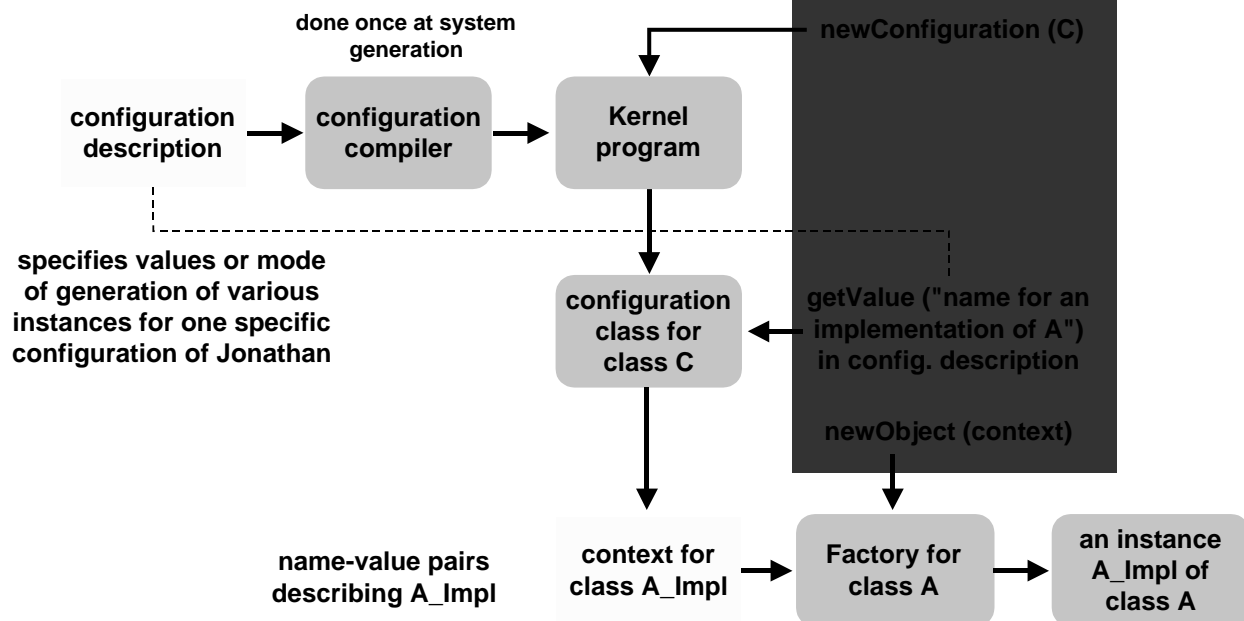 done once at system
generation
newConfiguration (C)
configuration
description
configuration
compiler
Kernel
program
specifies values or mode
of generation of various
instances for one specific
configuration of Jonathan
configuration
class for
class C
getValue ("name for an
implementation of A")
in config. description
newObject (context)
name-value pairs
describing A_Impl
context for
class A_Impl
Factory for
class A
an instance
A_Impl of
class A